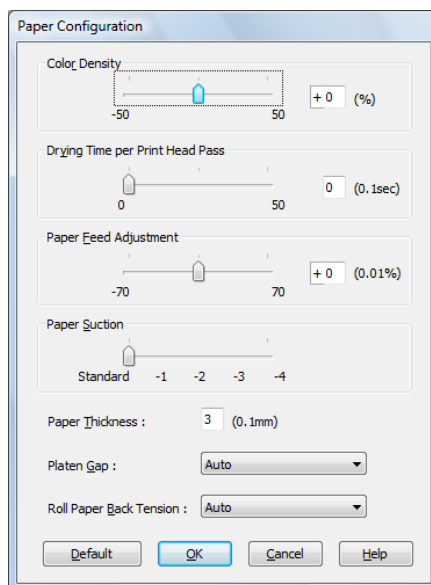 Paper Configuration
Color Density
+ 0 (%)
-50 50
Drying Time per Print Head Pass
0 (0.1sec)
0 50
Paper Feed Adjustment
+ 0 (0.01%)
-70 70
Paper Suction
Standard -1 -2 -3 -4
Paper Thickness : 3 (0.1mm)
Platen Gap : Auto
Roll Paper Back Tension : Auto
Default OK Cancel Help